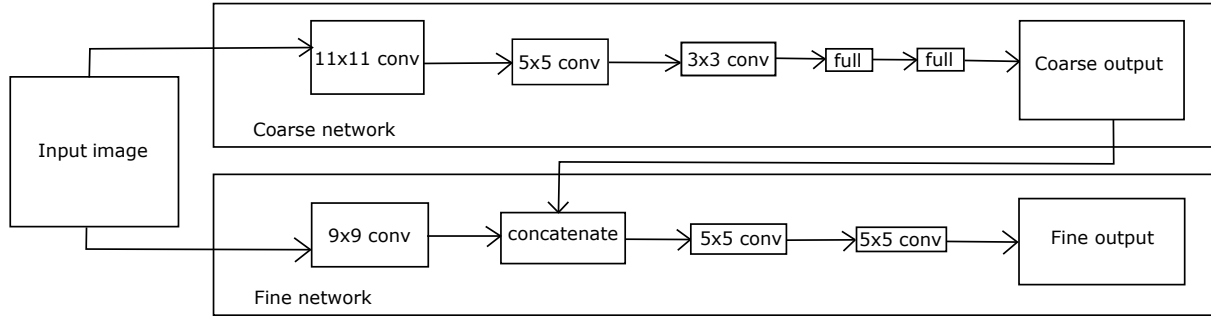 Input image
11x11 conv
5x5 conv
3x3 conv
full
full
Coarse output
Coarse network
9x9 conv
concatenate
5x5 conv
5x5 conv
Fine output
Fine network